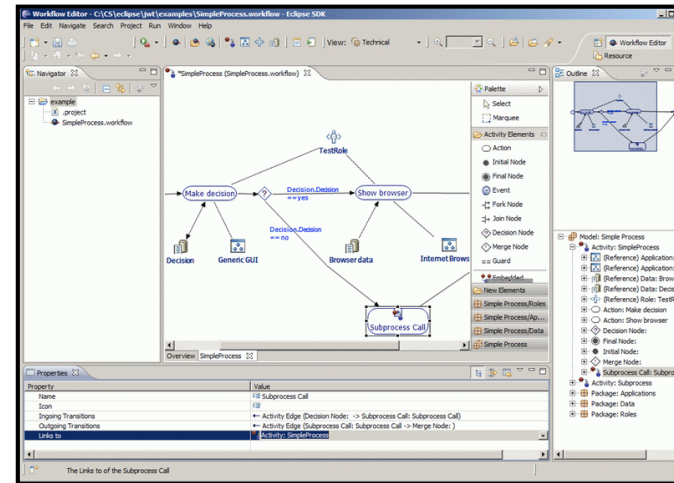 Workflow Editor - C:\CS\eclipse\jwt\examples\SimpleProcess.workflow - Eclipse SDK
File Edit Navigate Search Project Run Window Help
View: Technical
Workflow Editor
Resource
Navigator
example
.project
SimpleProcess.workflow
*SimpleProcess (SimpleProcess.workflow)
TestRole
Make decision
?
Decision.Decision
==yes
Show browser
Decision.Decision
==no
Decision
Generic GUI
Browser data
Internet Brows
Subprocess Call
Overview SimpleProcess
Palette
Select
Marquee
Activity Elements
Action
Initial Node
Final Node
Event
Fork Node
Join Node
Decision Node
Merge Node
== Guard
Embedded
New Elements
Simple Process/Roles
Simple Process/Ap...
Simple Process/Data
Simple Process
Outline
Model: Simple Process
Activity: SimpleProcess
(Reference) Application:
(Reference) Application:
(Reference) Data: Brow
(Reference) Data: Decis
(Reference) Role: TestR
Action: Make decision
Action: Show browser
Decision Node:
Final Node:
Initial Node:
Merge Node:
Subprocess Call: Subpro
Activity: Subprocess
Package: Applications
Package: Data
Package: Roles
Properties
Property Value
Name Subprocess Call
Icon
Ingoing Transitions Activity Edge (Decision Node: -> Subprocess Call: Subprocess Call)
Outgoing Transitions Activity Edge (Subprocess Call: Subprocess Call -> Merge Node: )
Links to Activity: SimpleProcess
The Links to of the Subprocess Call